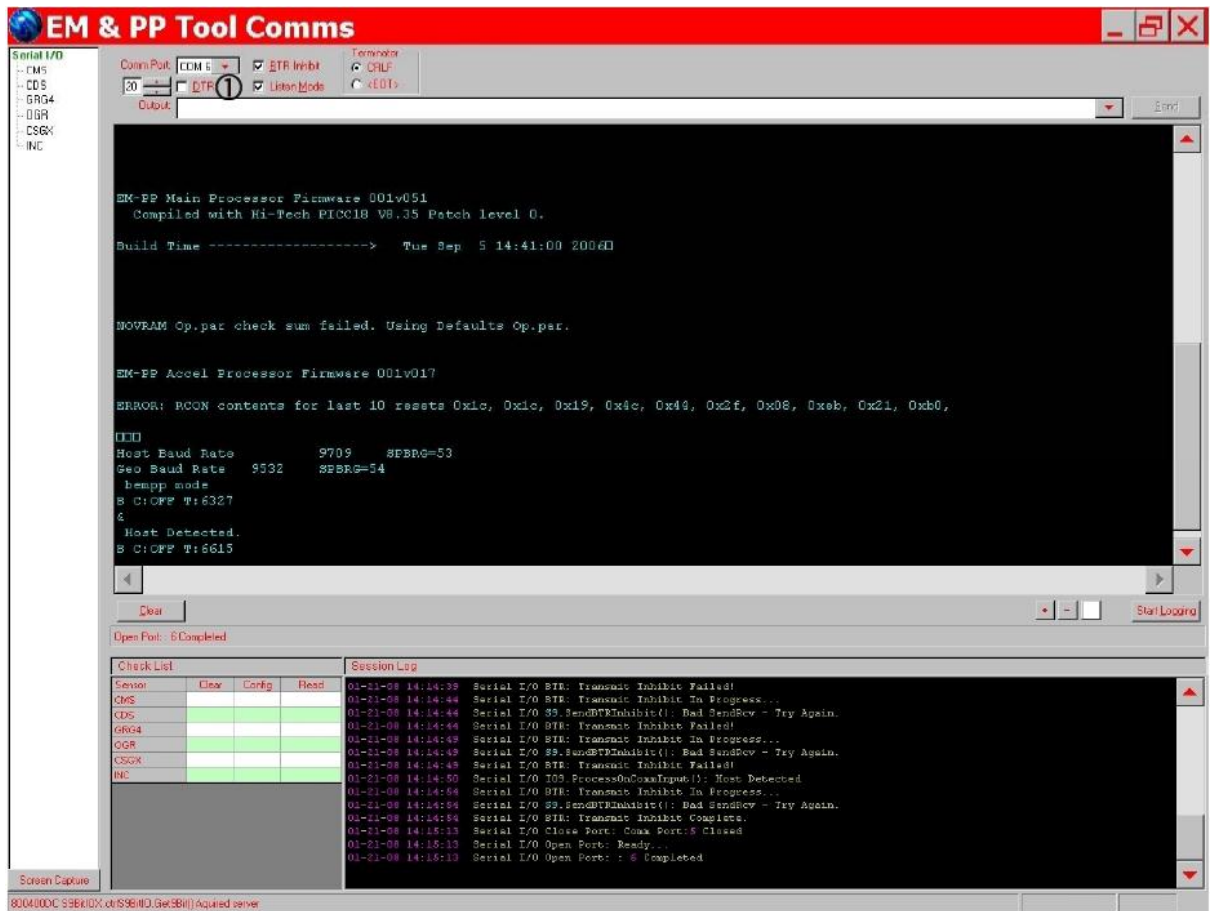 EM & PP Tool Comms
Serial I/O
CMS
CDS
GRG4
OGR
CSGX
INC
Comm Port: COM 6
BTR Inhibit
Terminator
CRLF
20
DTR
1
Listen Mode
<EOT>
Output:
Send
EM-PP Main Processor Firmware 001v051
Compiled with Hi-Tech PICC18 V8.35 Patch level 0.
Build Time -------------------> Tue Sep 5 14:41:00 2006
NOVRAM Op.par check sum failed. Using Defaults Op.par.
EM-PP Accel Processor Firmware 001v017
ERROR: RCON contents for last 10 resets 0x1c, 0x1c, 0x19, 0x4c, 0x44, 0x2f, 0x08, 0xeb, 0x21, 0xb0,
Host Baud Rate 9709 SPBRG=53
Geo Baud Rate 9532 SPBRG=54
bempp mode
B C:OFF T:6327
&
Host Detected.
B C:OFF T:6615
Clear
+ -
Start Logging
Open Port: : 6 Completed
Check List
Session Log
Sensor Clear Config Read
CMS
CDS
GRG4
OGR
CSGX
INC
01-21-08 14:14:39 Serial I/O BTR: Transmit Inhibit Failed!
01-21-08 14:14:44 Serial I/O BTR: Transmit Inhibit In Progress...
01-21-08 14:14:44 Serial I/O S9.SendBTRInhibit(): Bad SendRcv - Try Again.
01-21-08 14:14:44 Serial I/O BTR: Transmit Inhibit Failed!
01-21-08 14:14:49 Serial I/O BTR: Transmit Inhibit In Progress...
01-21-08 14:14:49 Serial I/O S9.SendBTRInhibit(): Bad SendRcv - Try Again.
01-21-08 14:14:49 Serial I/O BTR: Transmit Inhibit Failed!
01-21-08 14:14:50 Serial I/O IO9.ProcessOnCommInput(): Host Detected
01-21-08 14:14:54 Serial I/O BTR: Transmit Inhibit In Progress...
01-21-08 14:14:54 Serial I/O S9.SendBTRInhibit(): Bad SendRcv - Try Again.
01-21-08 14:14:54 Serial I/O BTR: Transmit Inhibit Complete.
01-21-08 14:15:13 Serial I/O Close Port: Comm Port:5 Closed
01-21-08 14:15:13 Serial I/O Open Port: Ready...
01-21-08 14:15:13 Serial I/O Open Port: : 6 Completed
Screen Capture
Aquired server